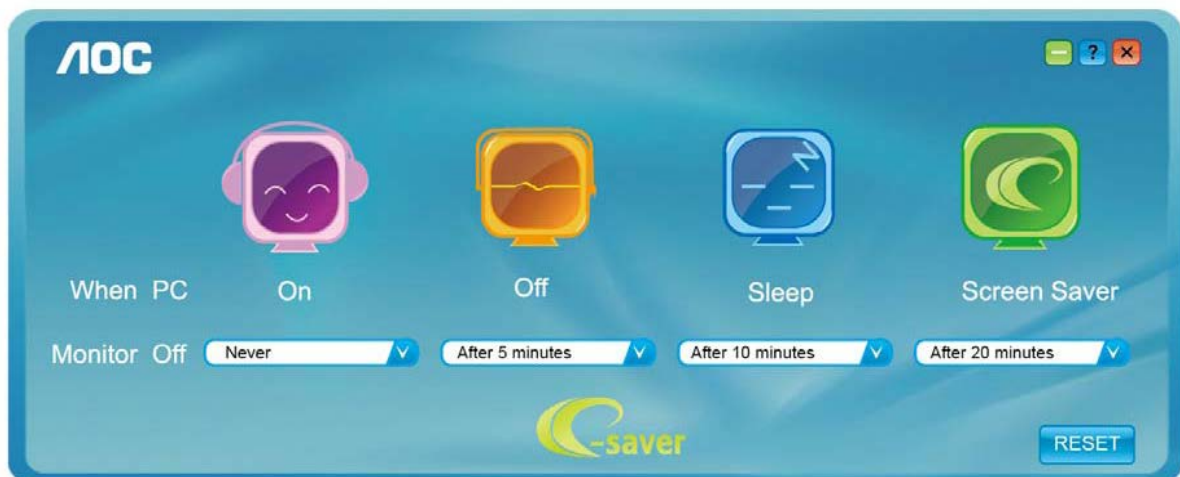 AOC
?
When PC On Off Sleep Screen Saver
Monitor Off Never After 5 minutes After 10 minutes After 20 minutes
e-saver
RESET